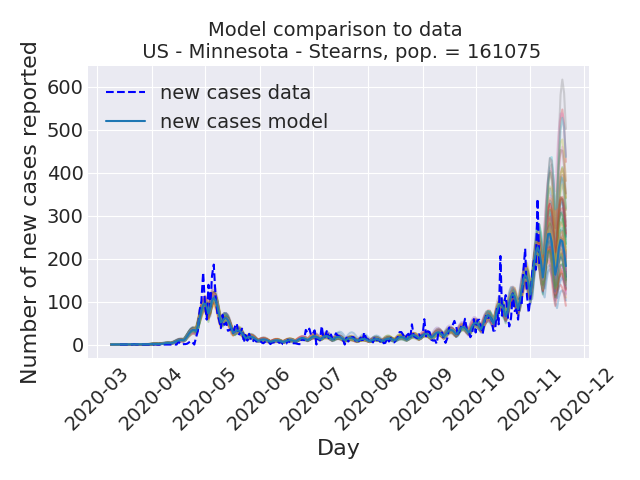 Model comparison to data
US - Minnesota - Stearns, pop. = 161075
Number of new cases reported
600
500
400
300
200
100
0
new cases data
new cases model
2020-03
2020-04
2020-05
2020-06
2020-07
2020-08
2020-09
2020-10
2020-11
2020-12
Day